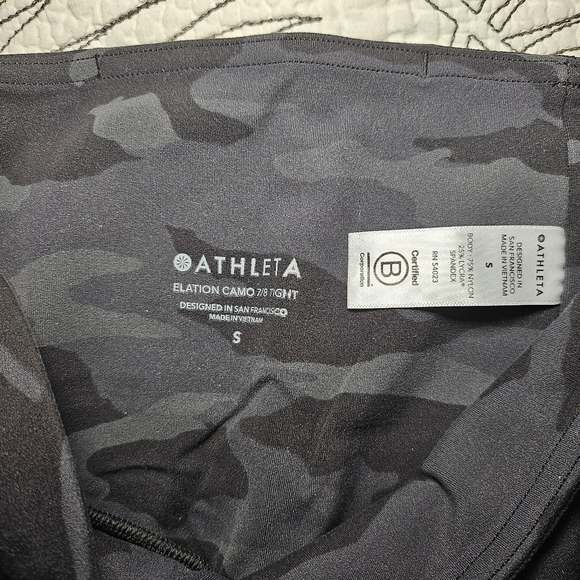 ATHLETA
ELATION CAMO 7/8 TIGHT
DESIGNED IN SAN FRANCISCO
MADE IN VIETNAM
S
ATHLETA
DESIGNED IN
SAN FRANCISCO
MADE IN VIETNAM
S
BODY: 75% NYLON
25% LYCRA®
SPANDEX
RN 54023
Certified
B
Corporation